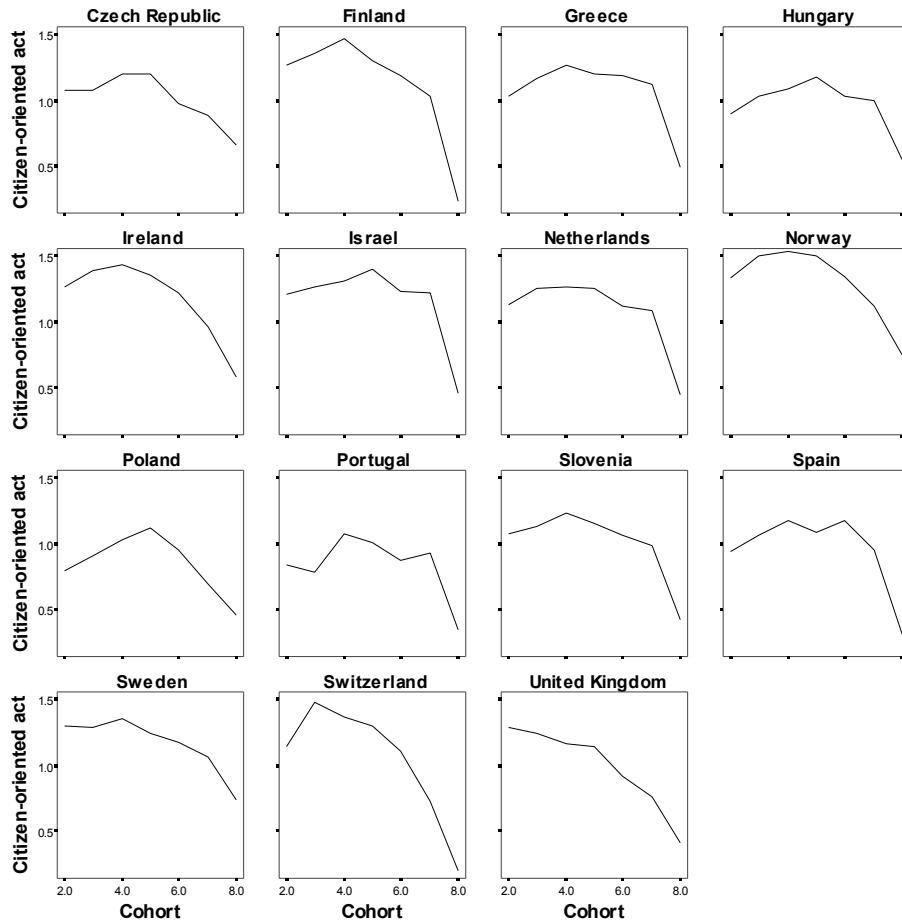 Czech Republic
Finland
Greece
Hungary
Citizen-oriented act
1.5
1.0
0.5
Ireland
Israel
Netherlands
Norway
Citizen-oriented act
1.5
1.0
0.5
Poland
Portugal
Slovenia
Spain
Citizen-oriented act
1.5
1.0
0.5
Sweden
Switzerland
United Kingdom
Citizen-oriented act
1.5
1.0
0.5
2.0 4.0 6.0 8.0
2.0 4.0 6.0 8.0
2.0 4.0 6.0 8.0
Cohort
Cohort
Cohort